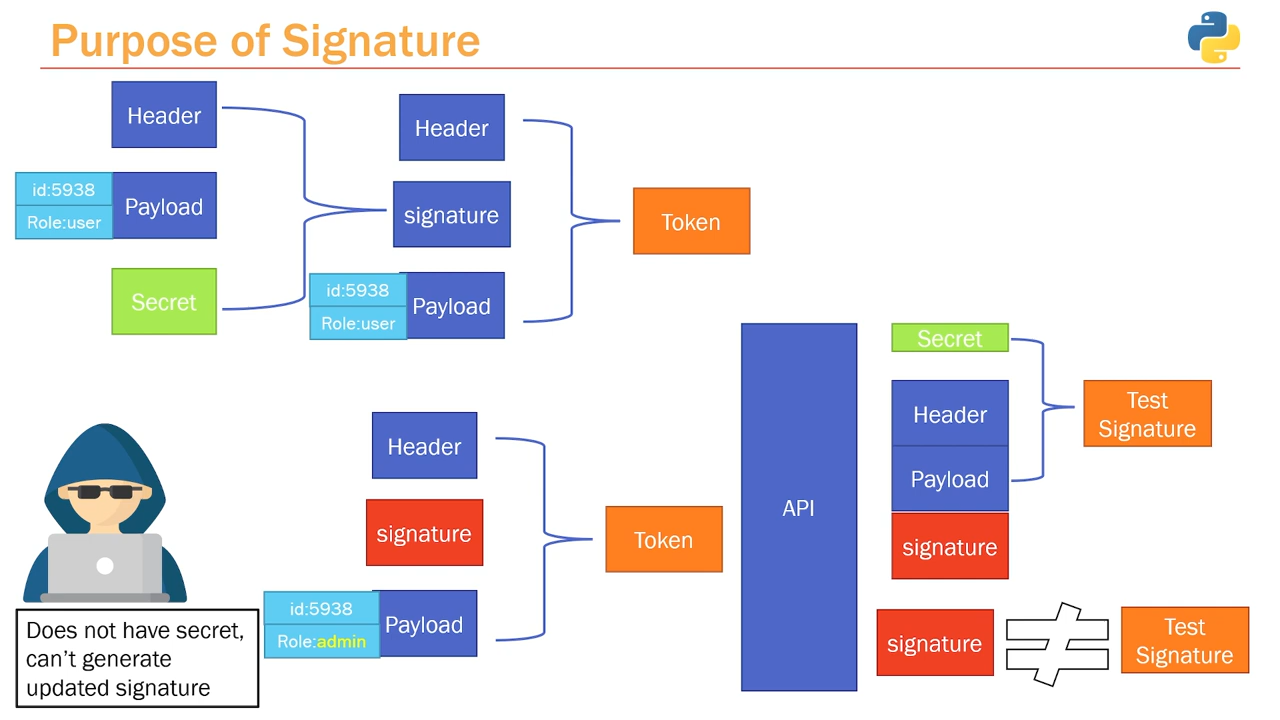 Purpose of Signature
Header
id:5938
Role:user
Payload
Secret
Header
signature
id:5938
Role:user
Payload
Token
Header
signature
id:5938
Role:admin
Payload
Token
Does not have secret,
can't generate
updated signature
API
Secret
Header
Payload
signature
Test
Signature
signature
Test
Signature